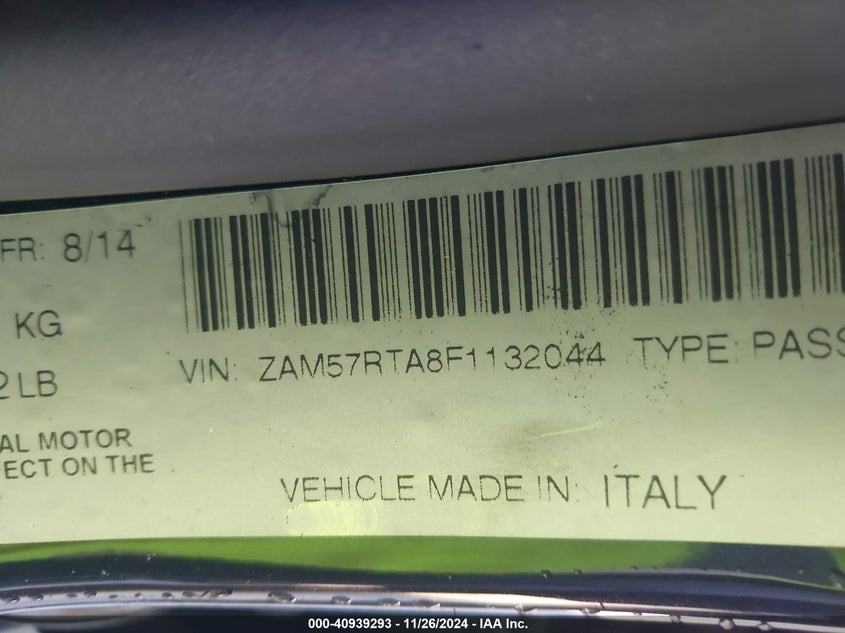 FR: 8/14
KG
VIN: ZAM57RTA8F1132044 TYPE: PASS
2 LB
AL MOTOR
FECT ON THE
VEHICLE MADE IN: ITALY
000-40939293 - 11/26/2024 - IAA Inc.